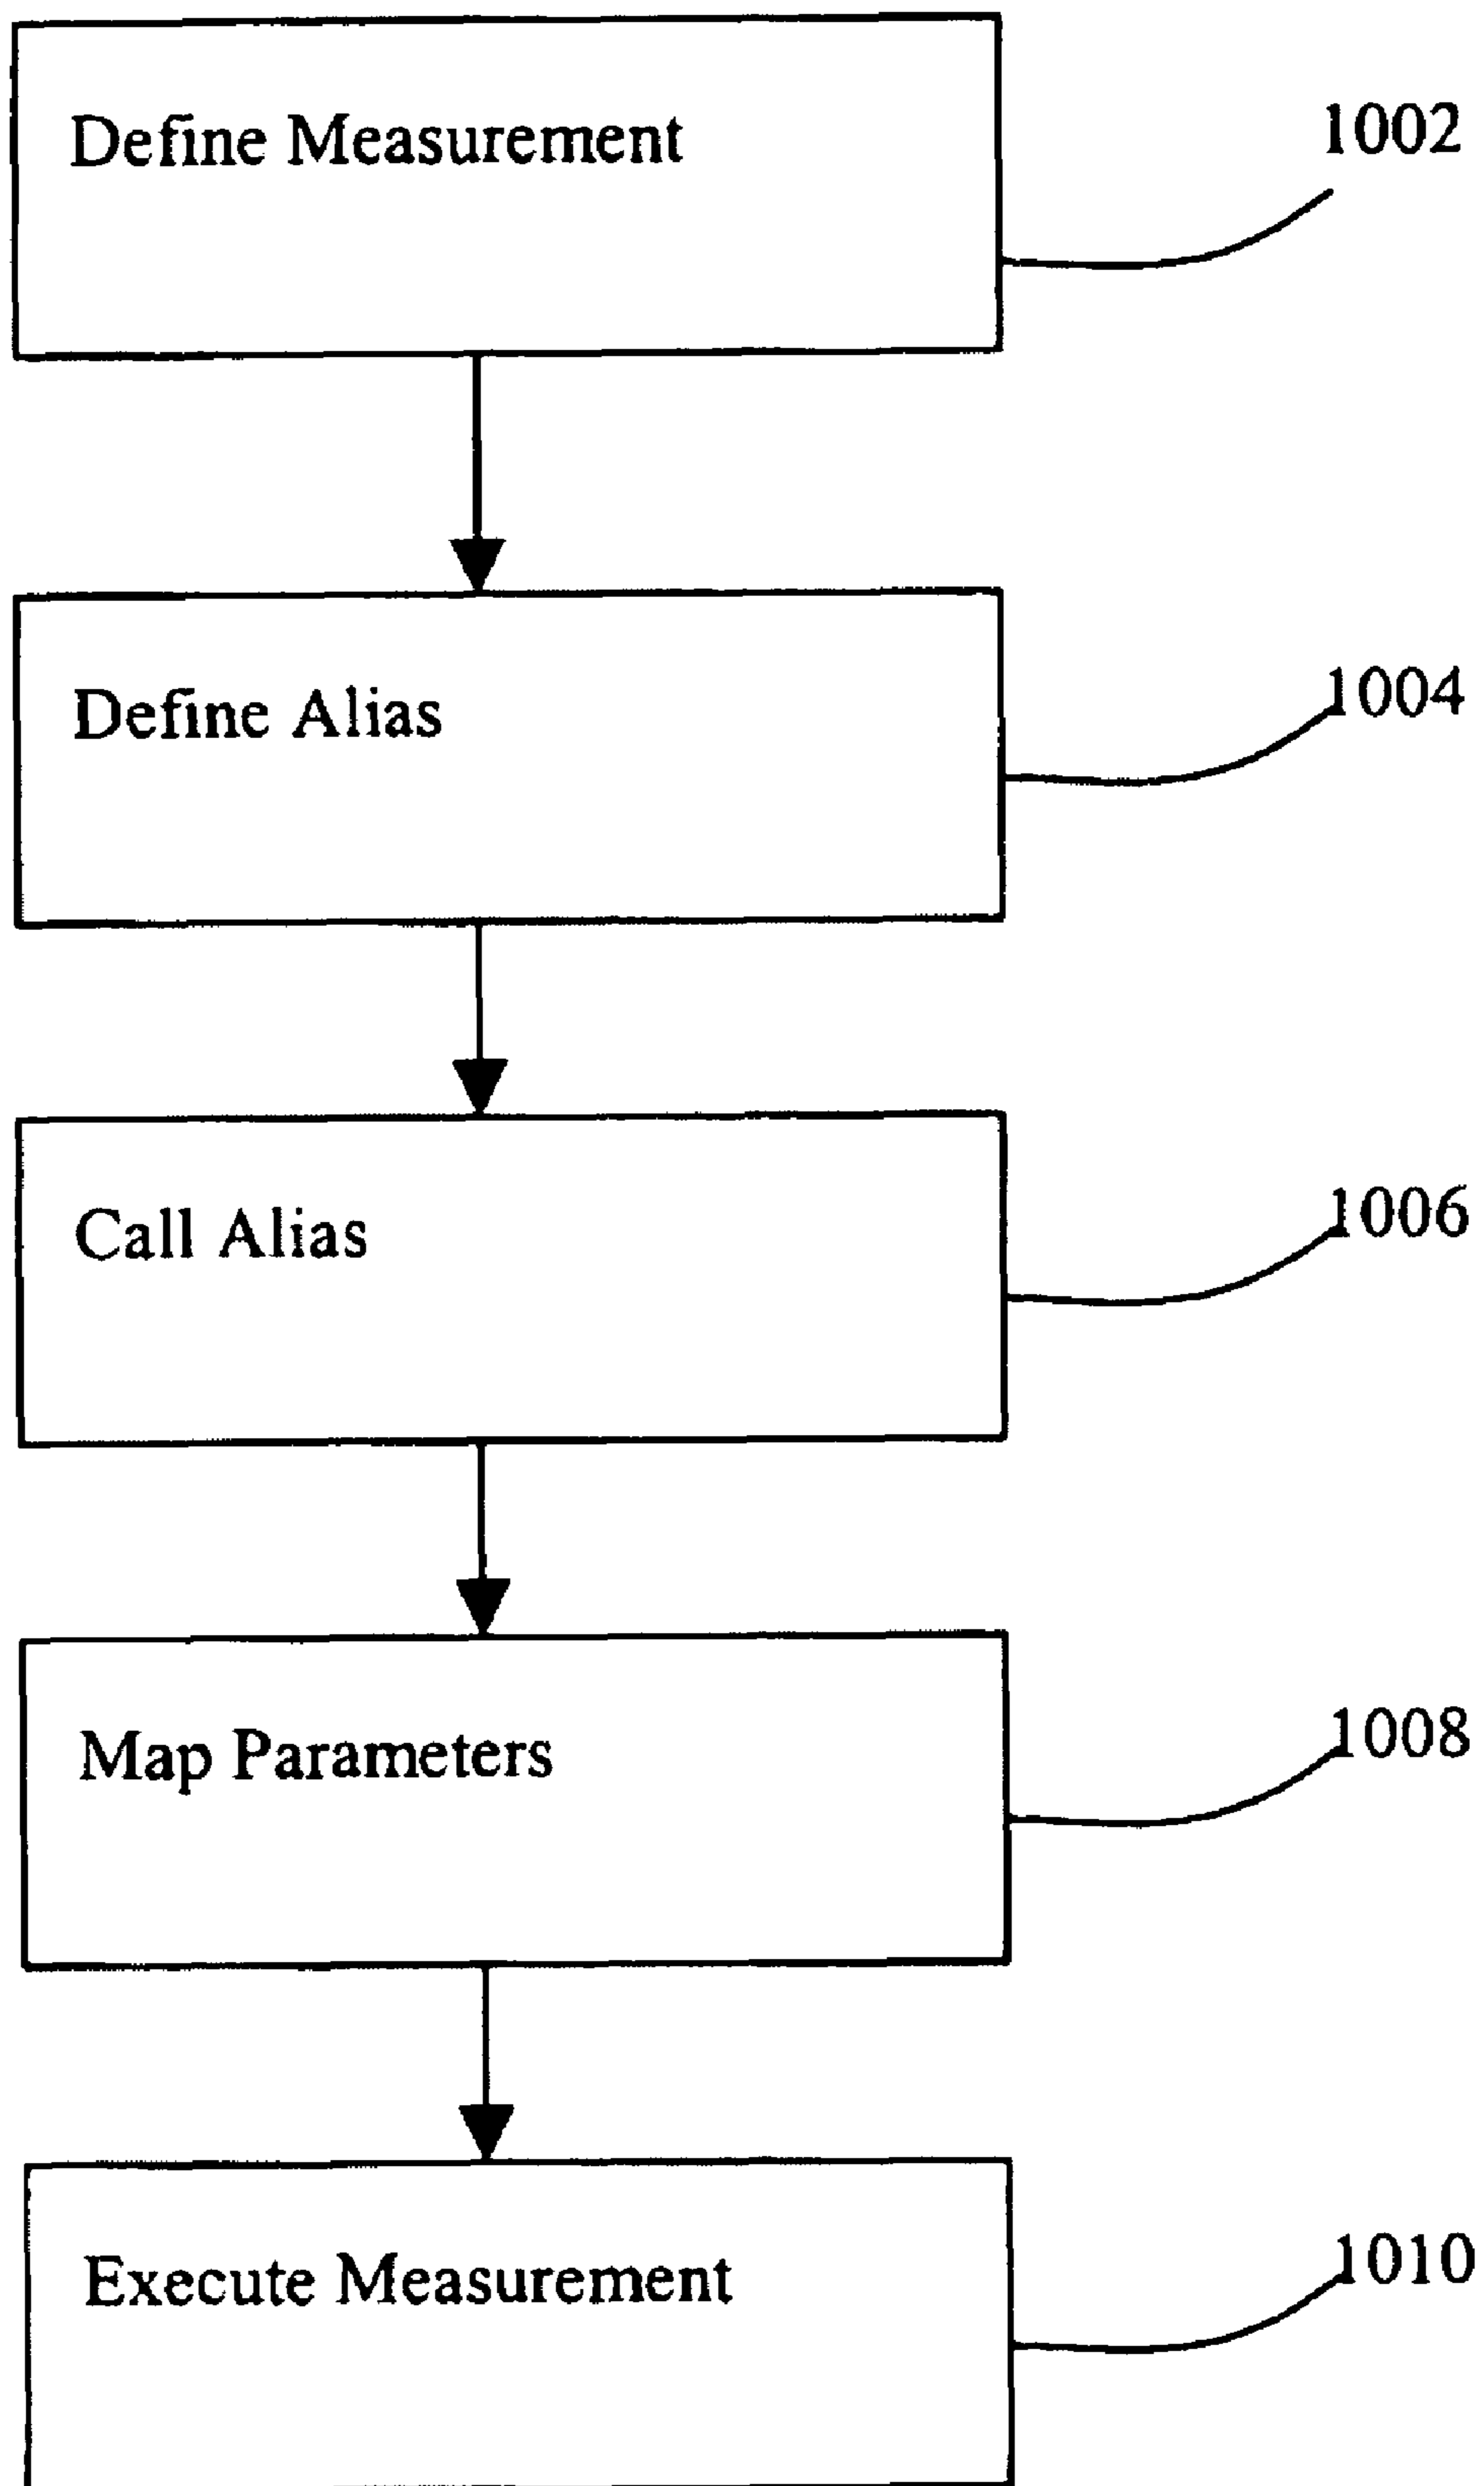 Define Measurement
1002
Define Alias
1004
Call Alias
1006
Map Parameters
1008
Execute Measurement
1010